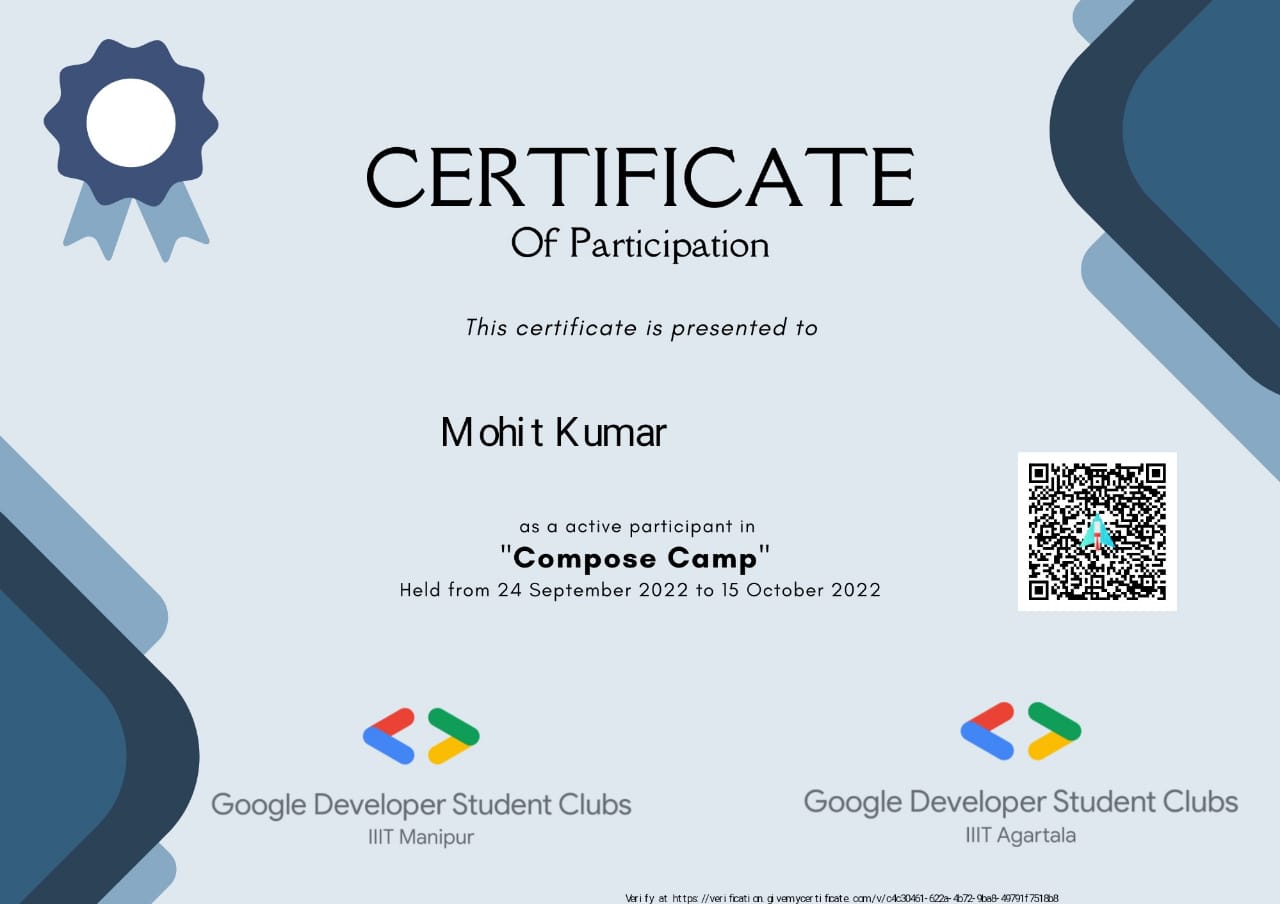 CERTIFICATE
Of Participation
This certificate is presented to
Mohit Kumar
as a active participant in
"Compose Camp"
Held from 24 September 2022 to 15 October 2022
Google Developer Student Clubs
IIIT Manipur
Google Developer Student Clubs
IIIT Agartala
Verify at https://verification.givemycertificate.com/v/c4c30461-622a-4b72-9ba8-49791f7518b8